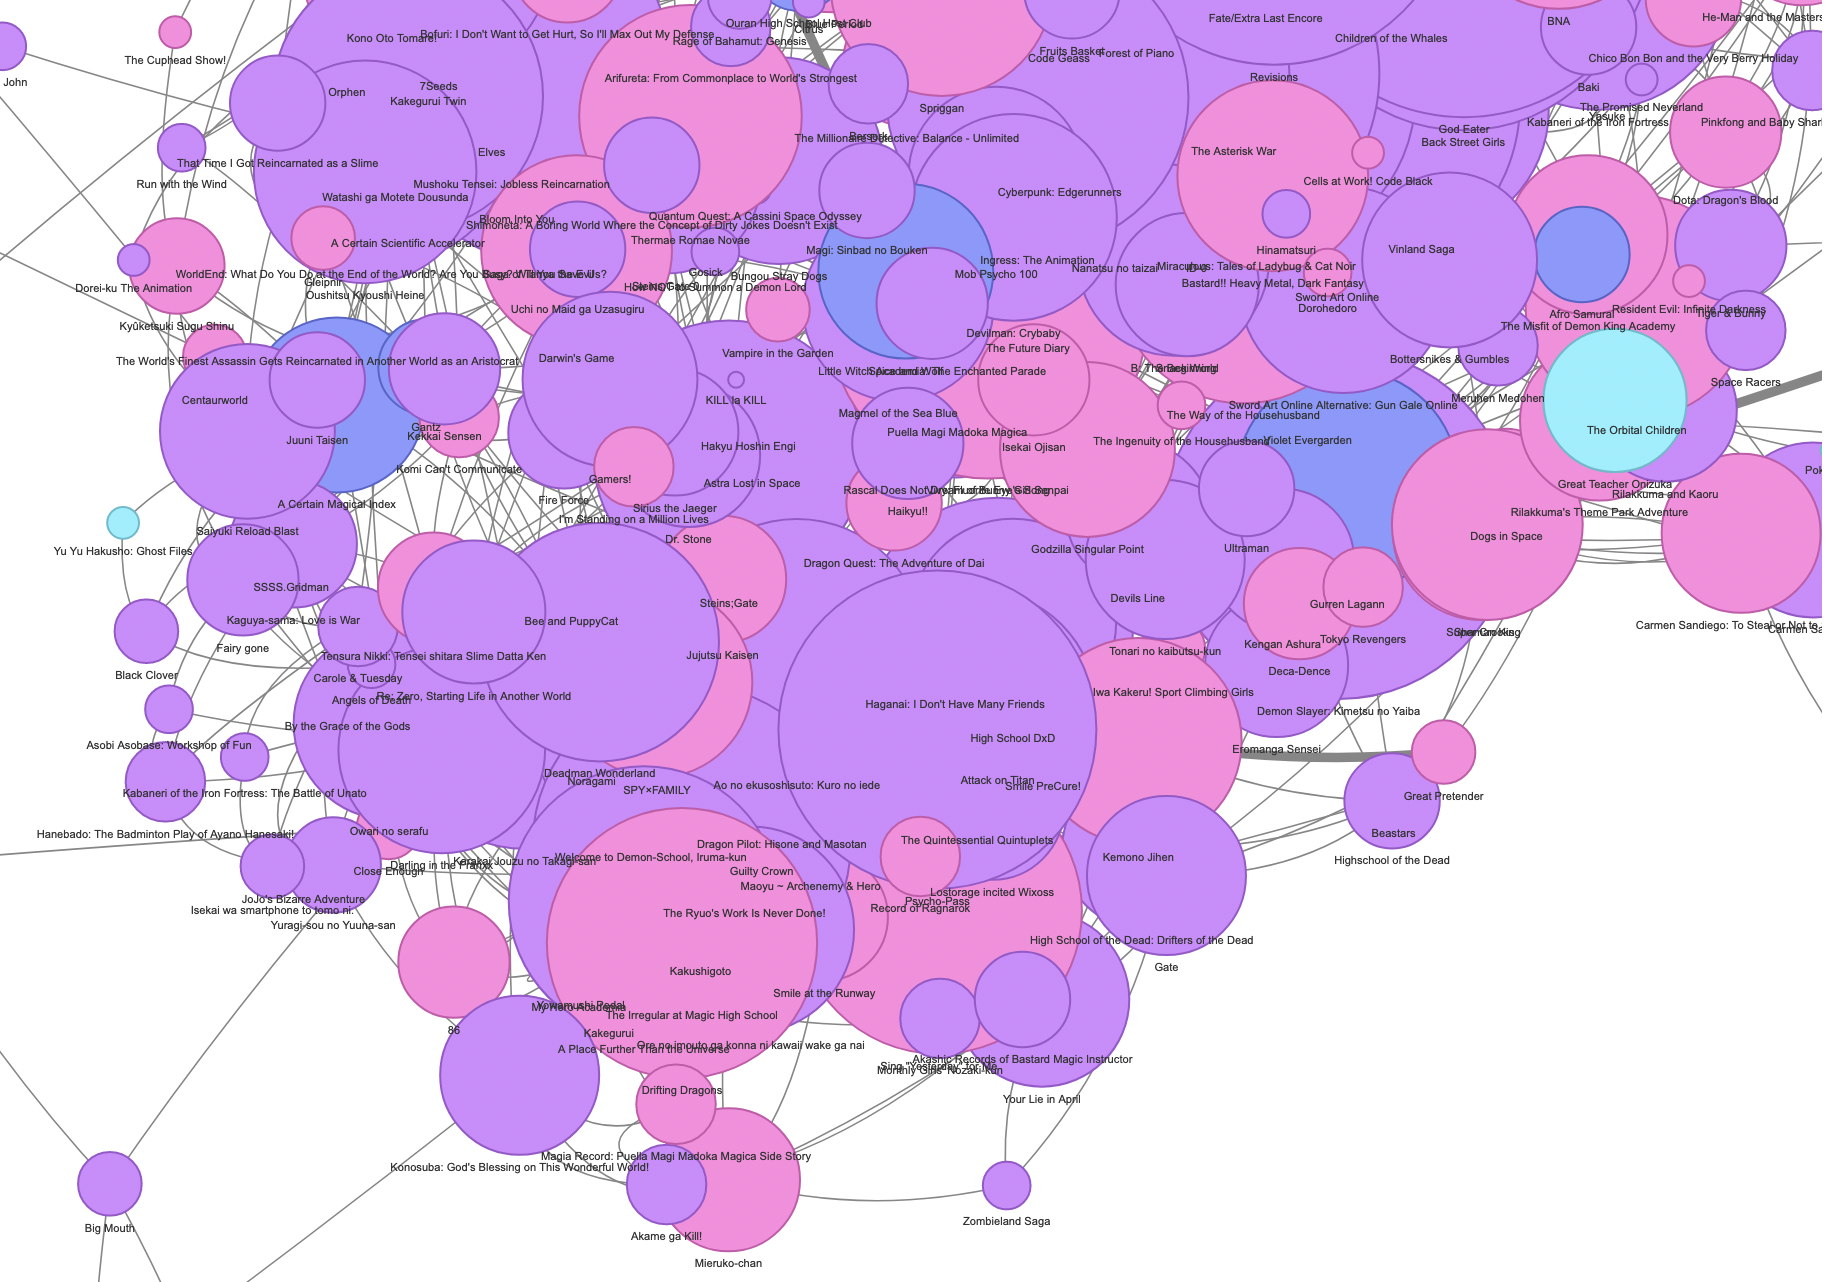 Ouran High School Host Club
Blue Period
Citrus
Fate/Extra Last Encore
BNA
He-Man and the Masters
Kono Oto Tomare!
Bofuri: I Don't Want to Get Hurt, So I'll Max Out My Defense
Rage of Bahamut: Genesis
Children of the Whales
The Cuphead Show!
Fruits Basket
Code Geass
Forest of Piano
Chico Bon Bon and the Very Berry Holiday
John
Arifureta: From Commonplace to World's Strongest
Revisions
Orphen
7Seeds
Kakegurui Twin
Baki
Spriggan
The Promised Neverland
Yasuke
Kabaneri of the Iron Fortress
Pinkfong and Baby Shar
God Eater
Back Street Girls
Berserk
The Millionaire Detective: Balance - Unlimited
Elves
The Asterisk War
That Time I Got Reincarnated as a Slime
Run with the Wind
Mushoku Tensei: Jobless Reincarnation
Cells at Work! Code Black
Cyberpunk: Edgerunners
Watashi ga Motete Dousunda
Dota: Dragon's Blood
Bloom Into You
Quantum Quest: A Cassini Space Odyssey
Shimoneta: A Boring World Where the Concept of Dirty Jokes Doesn't Exist
Thermae Romae Novae
A Certain Scientific Accelerator
Magi: Sinbad no Bouken
Hinamatsuri
Vinland Saga
Ingress: The Animation
Nanatsu no taizai
Miraculous: Tales of Ladybug & Cat Noir
WorldEnd: What Do You Do at the End of the World? Are You Busy? Will You Save Us?
Gosick
Bungou Stray Dogs
Mob Psycho 100
Bastard!! Heavy Metal, Dark Fantasy
Gleipnir
Dorei-ku The Animation
How NOT to Summon a Demon Lord
Steins;Gate 0
Oushitsu Kyoushi Heine
Sword Art Online
Dorohedoro
Uchi no Maid ga Uzasugiru
Resident Evil: Infinite Darkness
Afro Samurai
Tiger & Bunny
Kyûketsuki Sugu Shinu
The Misfit of Demon King Academy
Devilman: Crybaby
The Future Diary
Vampire in the Garden
Darwin's Game
Bottersnikes & Gumbles
The World's Finest Assassin Gets Reincarnated in Another World as an Aristocrat
Little Witch Academia: The Enchanted Parade
Spice and Wolf
B: The Beginning
Space Racers
Centaurworld
KILL la KILL
Meruhen Medohen
Sword Art Online Alternative: Gun Gale Online
Magmel of the Sea Blue
The Way of the Househusband
Gantz
Kekkai Sensen
Juuni Taisen
Puella Magi Madoka Magica
The Orbital Children
The Ingenuity of the Househusband
Violet Evergarden
Hakyu Hoshin Engi
Isekai Ojisan
Komi Can't Communicate
Pok
Gamers!
Astra Lost in Space
Great Teacher Onizuka
Rascal Does Not Dream of Bunny Girl Senpai
Rilakkuma and Kaoru
Fire Force
A Certain Magical Index
Sirius the Jaeger
Haikyu!!
Rilakkuma's Theme Park Adventure
I'm Standing on a Million Lives
Saiyuki Reload Blast
Dogs in Space
Dr. Stone
Godzilla Singular Point
Ultraman
Yu Yu Hakusho: Ghost Files
Dragon Quest: The Adventure of Dai
SSSS.Gridman
Devils Line
Steins;Gate
Gurren Lagann
Kaguya-sama: Love is War
Bee and PuppyCat
Carmen Sandiego: To Steal or Not to
Carmen Sa
Fairy gone
Tokyo Revengers
Kengan Ashura
Tonari no kaibutsu-kun
Tensura Nikki: Tensei shitara Slime Datta Ken
Jujutsu Kaisen
Deca-Dence
Black Clover
Carole & Tuesday
Iwa Kakeru! Sport Climbing Girls
Re: Zero, Starting Life in Another World
Angels of Death
Haganai: I Don't Have Many Friends
Demon Slayer: Kimetsu no Yaiba
By the Grace of the Gods
High School DxD
Asobi Asobase: Workshop of Fun
Eromanga Sensei
Deadman Wonderland
Noragami
Attack on Titan
Smile PreCure!
Ao no ekusoshisuto: Kuro no iede
SPY×FAMILY
Kabaneri of the Iron Fortress: The Battle of Unato
Great Pretender
Hanebado: The Badminton Play of Ayano Hanesaki!
Owari no serafu
Beastars
The Quintessential Quintuplets
Dragon Pilot: Hisone and Masotan
Welcome to Demon-School, Iruma-kun
Karakai Jouzu no Takagi-san
Kemono Jihen
Highschool of the Dead
Darling in the Franxx
Close Enough
Guilty Crown
Maoyu ~ Archenemy & Hero
Lostorage incited Wixoss
Psycho-Pass
JoJo's Bizarre Adventure
Isekai wa smartphone to tomo ni.
Record of Ragnarok
The Ryuo's Work Is Never Done!
Yuragi-sou no Yuuna-san
High School of the Dead: Drifters of the Dead
Gate
Kakushigoto
Smile at the Runway
Yowamushi Pedal
My Hero Academia
The Irregular at Magic High School
86
Kakegurui
Ore no imouto ga konna ni kawaii wake ga nai
A Place Further Than the Universe
Akashic Records of Bastard Magic Instructor
Sing "Yesterday" for Me
Monthly Girls' Nozaki-kun
Drifting Dragons
Your Lie in April
Magia Record: Puella Magi Madoka Magica Side Story
Konosuba: God's Blessing on This Wonderful World!
Zombieland Saga
Big Mouth
Akame ga Kill!
Mieruko-chan